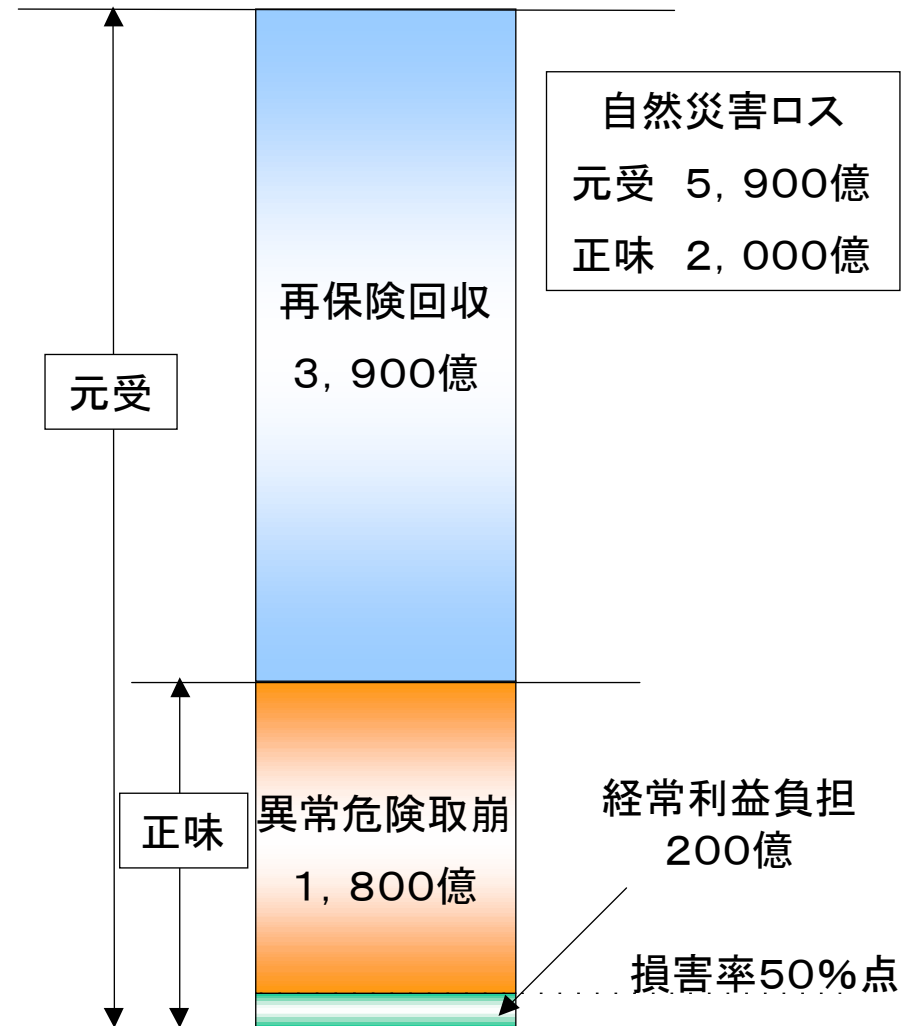 自然災害ロス
元受 5, 900億
正味 2, 000億
再保険回収
3, 900億
元受
異常危険取崩
1, 800億
正味
経常利益負担
200億
損害率50%点